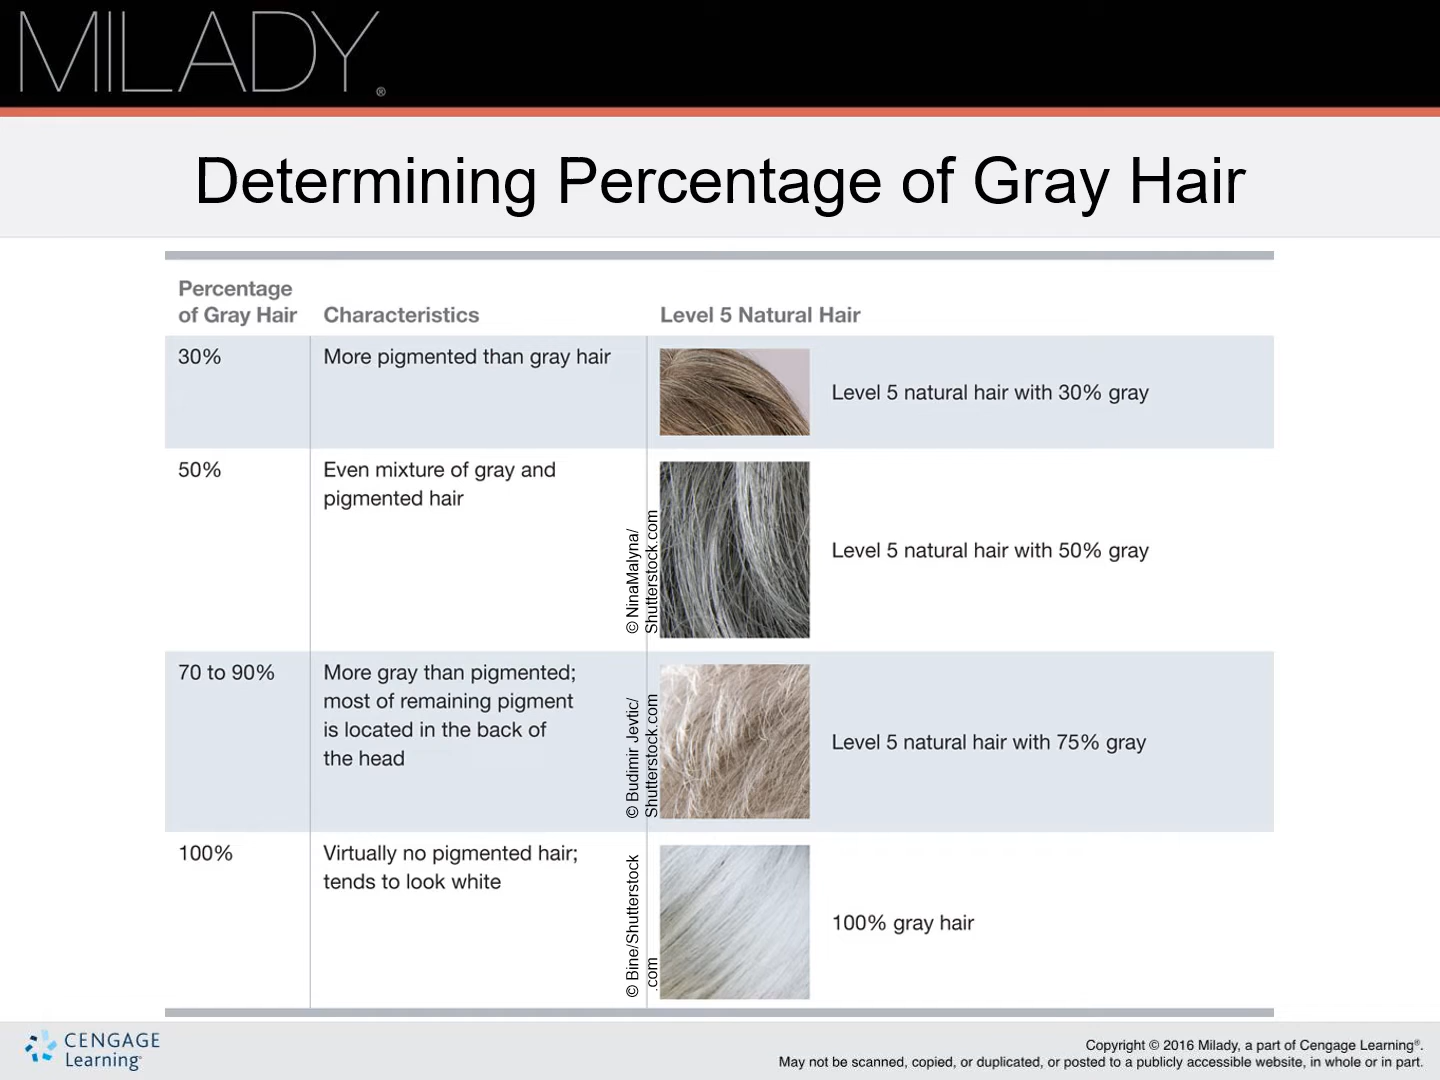 MILADY®
Determining Percentage of Gray Hair
Percentage
of Gray Hair
Characteristics
Level 5 Natural Hair
30%
More pigmented than gray hair
Level 5 natural hair with 30% gray
50%
Even mixture of gray and
pigmented hair
© NinaMalyna/
Shutterstock.com
Level 5 natural hair with 50% gray
70 to 90%
More gray than pigmented;
most of remaining pigment
is located in the back of
the head
© Budimir Jevtic/
Shutterstock.com
Level 5 natural hair with 75% gray
100%
Virtually no pigmented hair;
tends to look white
© Bine/Shutterstock
.com
100% gray hair
CENGAGE
Learning®
Copyright © 2016 Milady, a part of Cengage Learning®.
May not be scanned, copied, or duplicated, or posted to a publicly accessible website, in whole or in part.